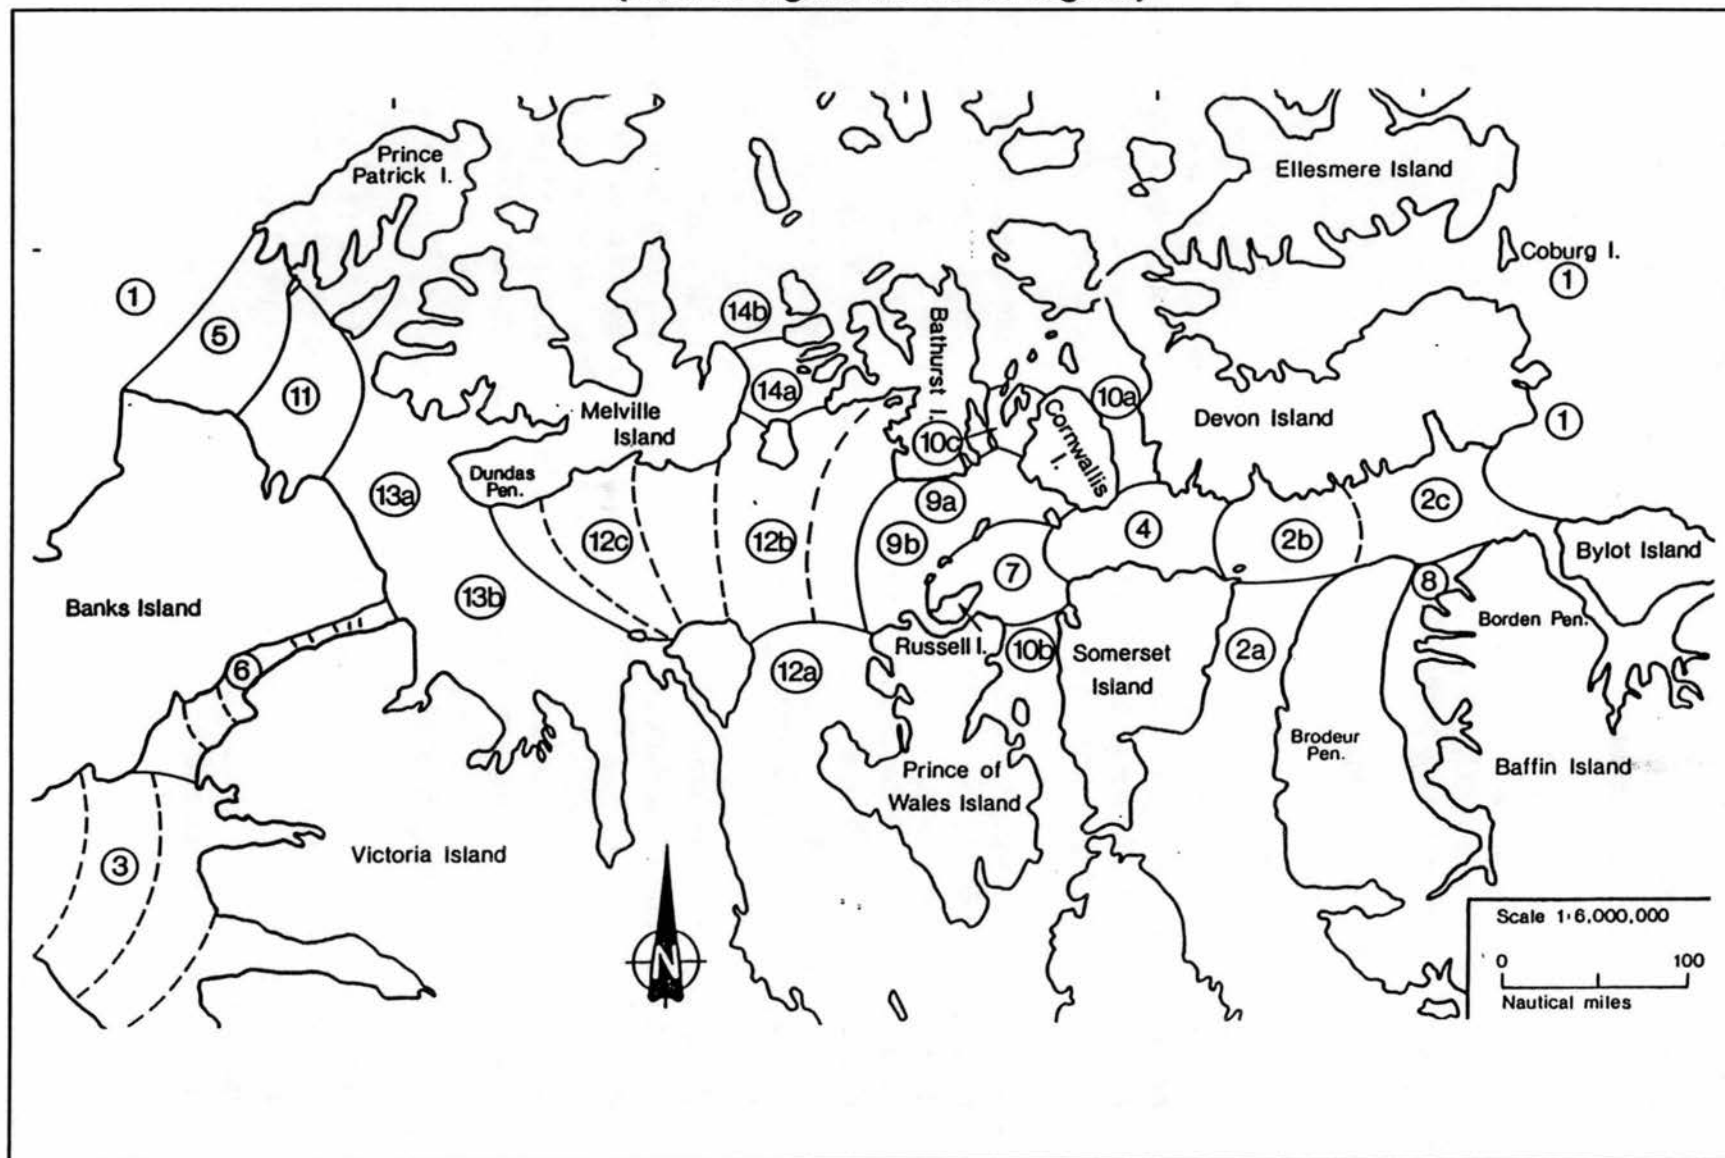 Prince
Patrick I.
Ellesmere Island
Coburg I.
1
1
5
14b
Bathurst I.
11
14a
10a
Melville
Island
Devon Island
1
10c
Cornwallis
I.
Dundas
Pen.
13a
9a
2c
12c
12b
9b
4
2b
Bylot Island
7
8
Banks Island
13b
Borden Pen.
Russell I.
10b
Somerset
Island
2a
6
12a
Brodeur
Pen.
Prince of
Wales Island
Baffin Island
3
Victoria Island
N
Scale 1:6,000,000
0 100
Nautical miles